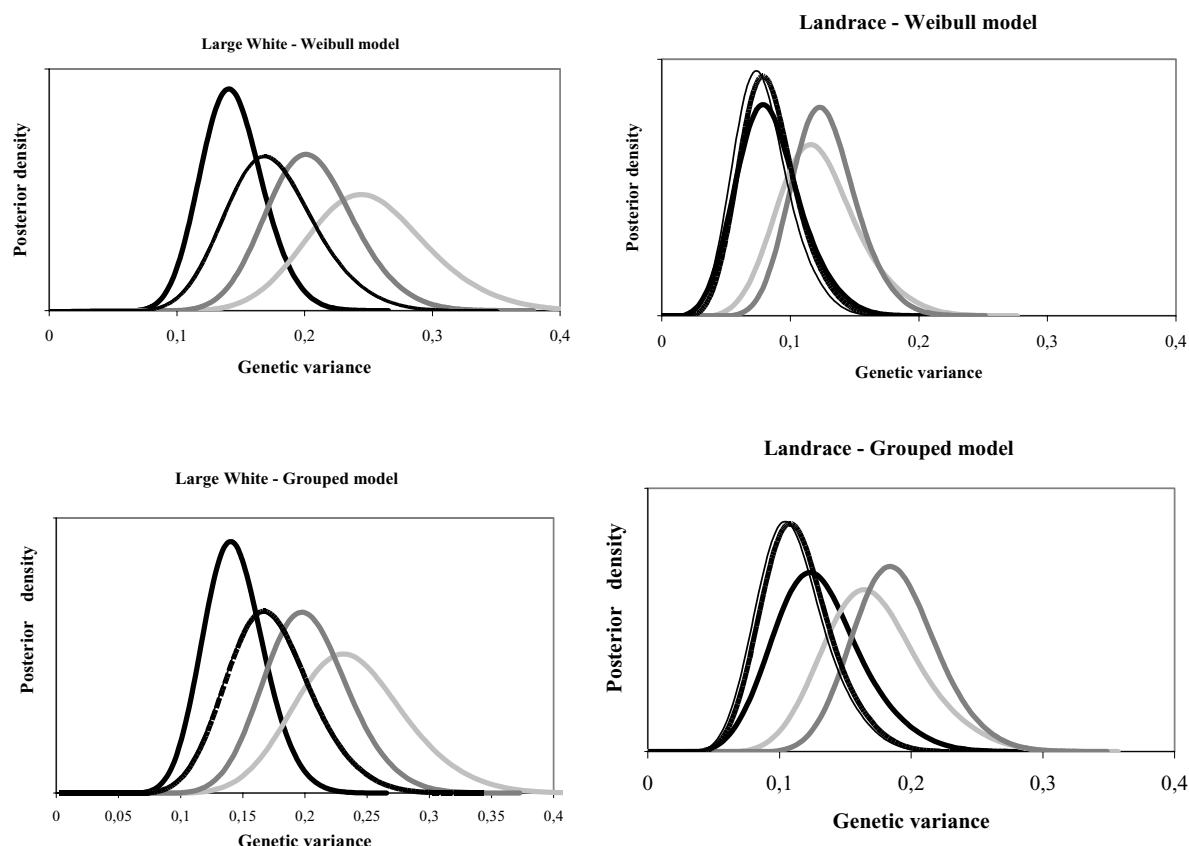 Large White - Weibull model
Posterior density
0 0,1 0,2 0,3 0,4
Genetic variance
Landrace - Weibull model
Posterior density
0 0,1 0,2 0,3 0,4
Genetic variance
Large White - Grouped model
Posterior density
0 0,05 0,1 0,15 0,2 0,25 0,3 0,35 0,4
Genetic variance
Landrace - Grouped model
Posterior density
0 0,1 0,2 0,3 0,4
Genetic variance